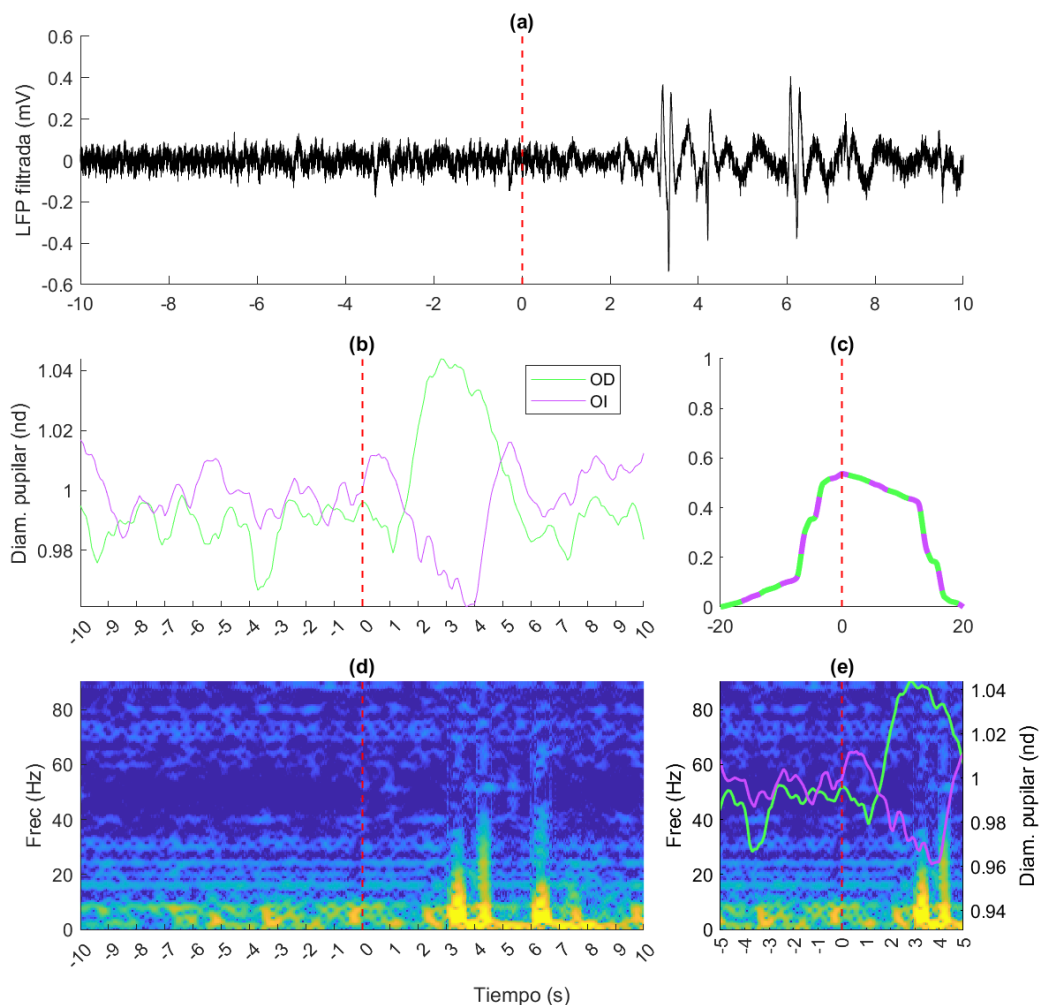 (a)
LFP filtrada (mV)
0.6
0.4
0.2
0
-0.2
-0.4
-0.6
-10 -8 -6 -4 -2 0 2 4 6 8 10
(b)
Diam. pupilar (nd)
1.04
1.02
1
0.98
OD
OI
-10 -9 -8 -7 -6 -5 -4 -3 -2 -1 0 1 2 3 4 5 6 7 8 9 10
(c)
1
0.8
0.6
0.4
0.2
0
-20 0 20
(d)
Frec (Hz)
80
60
40
20
0
-10 -9 -8 -7 -6 -5 -4 -3 -2 -1 0 1 2 3 4 5 6 7 8 9 10
(e)
Frec (Hz)
80
60
40
20
0
1.04
1.02
1
0.98
0.96
0.94
Diam. pupilar (nd)
-5 -4 -3 -2 -1 0 1 2 3 4 5
Tiempo (s)